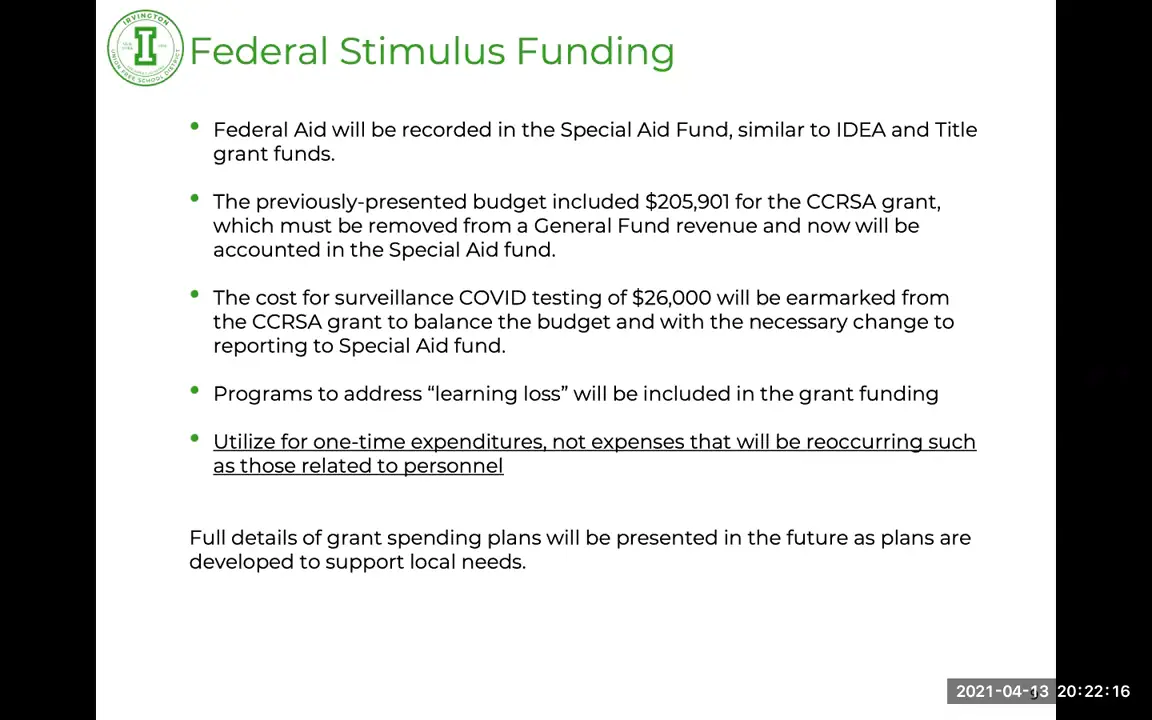 IRVINGTON
UNION FREE SCHOOL DISTRICT
I
Federal Stimulus Funding
• Federal Aid will be recorded in the Special Aid Fund, similar to IDEA and Title
grant funds.
• The previously-presented budget included $205,901 for the CCRSA grant,
which must be removed from a General Fund revenue and now will be
accounted in the Special Aid fund.
• The cost for surveillance COVID testing of $26,000 will be earmarked from
the CCRSA grant to balance the budget and with the necessary change to
reporting to Special Aid fund.
• Programs to address “learning loss” will be included in the grant funding
• Utilize for one-time expenditures, not expenses that will be reoccurring such
as those related to personnel
Full details of grant spending plans will be presented in the future as plans are
developed to support local needs.
2021-04-13 20:22:16